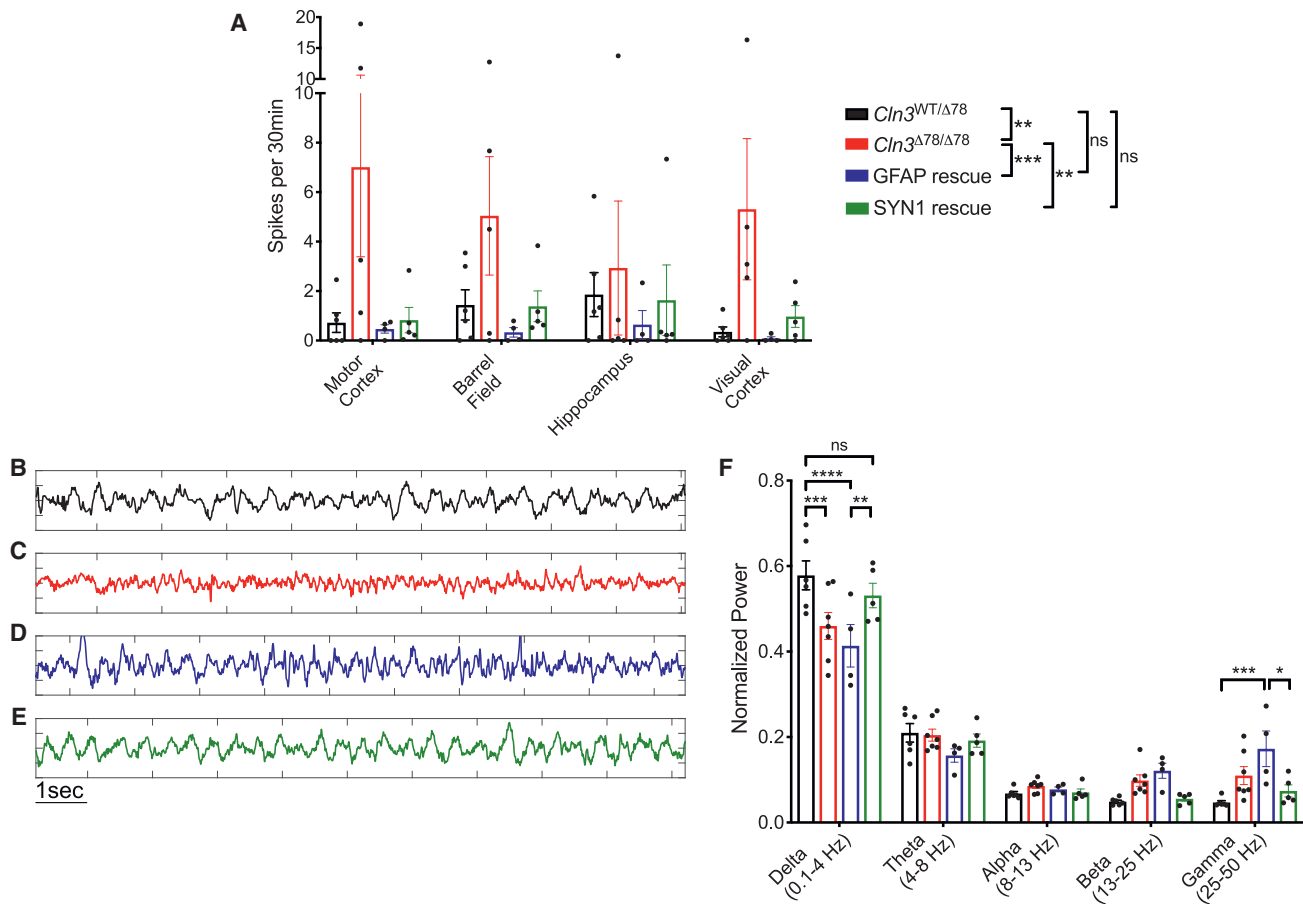 A
Spikes per 30min
20
15
10
10
8
6
4
2
0
Motor
Cortex
Barrel
Field
Hippocampus
Visual
Cortex
Cln3WT/Δ78
Cln3Δ78/Δ78
GFAP rescue
SYN1 rescue
**
***
**
ns
ns
B
C
D
E
1sec
F
Normalized Power
0.8
0.6
0.4
0.2
0.0
ns
****
***
**
***
*
Delta
(0.1-4 Hz)
Theta
(4-8 Hz)
Alpha
(8-13 Hz)
Beta
(13-25 Hz)
Gamma
(25-50 Hz)